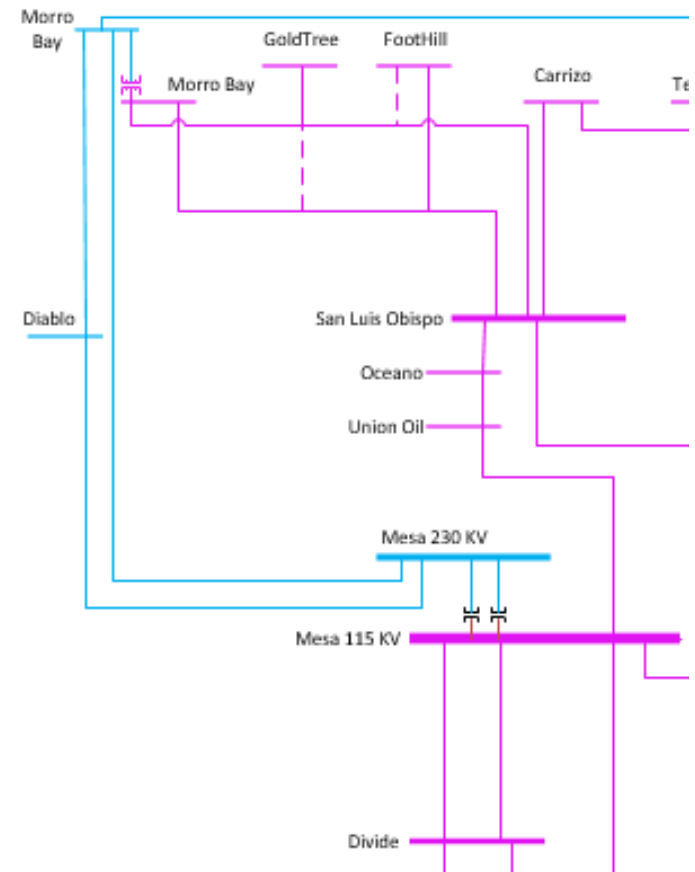 Morro
Bay
GoldTree
FootHill
Morro Bay
Carrizo
Te
Diablo
San Luis Obispo
Oceano
Union Oil
Mesa 230 KV
Mesa 115 KV
Divide